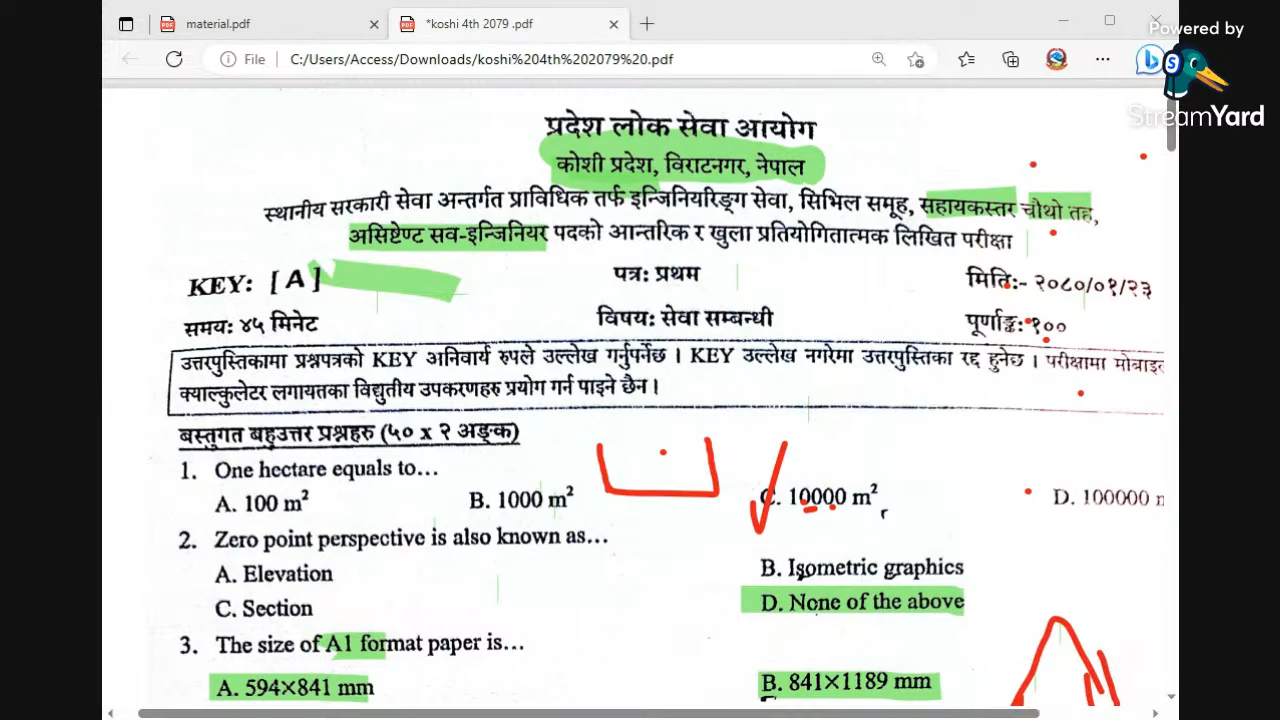 Powered by
StreamYard
material.pdf
*koshi 4th 2079 .pdf
File C:/Users/Access/Downloads/koshi%204th%202079%20.pdf
प्रदेश लोक सेवा आयोग
कोशी प्रदेश, विराटनगर, नेपाल
स्थानीय सरकारी सेवा अन्तर्गत प्राविधिक तर्फ इन्जिनियरिङ्ग सेवा, सिभिल समूह, सहायकस्तर चौथो तह,
असिष्टेण्ट सव-इन्जिनियर पदको आन्तरिक र खुला प्रतियोगितात्मक लिखित परीक्षा
KEY: [A] पत्र: प्रथम मिति:- २०८०/०१/२३
समय: ४५ मिनेट विषय: सेवा सम्बन्धी पूर्णाङ्क: १००
उत्तरपुस्तिकामा प्रश्नपत्रको KEY अनिवार्य रुपले उल्लेख गर्नुपर्नेछ । KEY उल्लेख नगरेमा उत्तरपुस्तिका रद्द हुनेछ । परीक्षामा मोबाइल
क्याल्कुलेटर लगायतका विद्युतीय उपकरणहरु प्रयोग गर्न पाइने छैन ।
बस्तुगत बहुउत्तर प्रश्नहरु (५० x २ अङ्क)
1. One hectare equals to...
A. 100 m² B. 1000 m² C. 10000 m² D. 100000 m
2. Zero point perspective is also known as...
A. Elevation B. Isometric graphics
C. Section D. None of the above
3. The size of A1 format paper is...
A. 594×841 mm B. 841×1189 mm